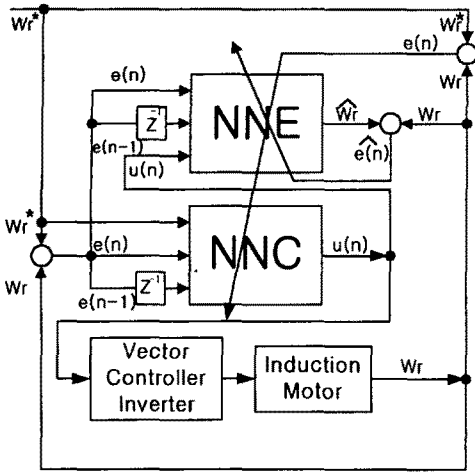 Wr*
Wr*
e(n)
Wr
e(n)
Z⁻¹
NNE
Ŵr
Wr
e(n-1)
u(n)
ê(n)
Wr*
e(n)
NNC
u(n)
Wr
Z⁻¹
e(n-1)
Vector
Controller
Inverter
Induction
Motor
Wr